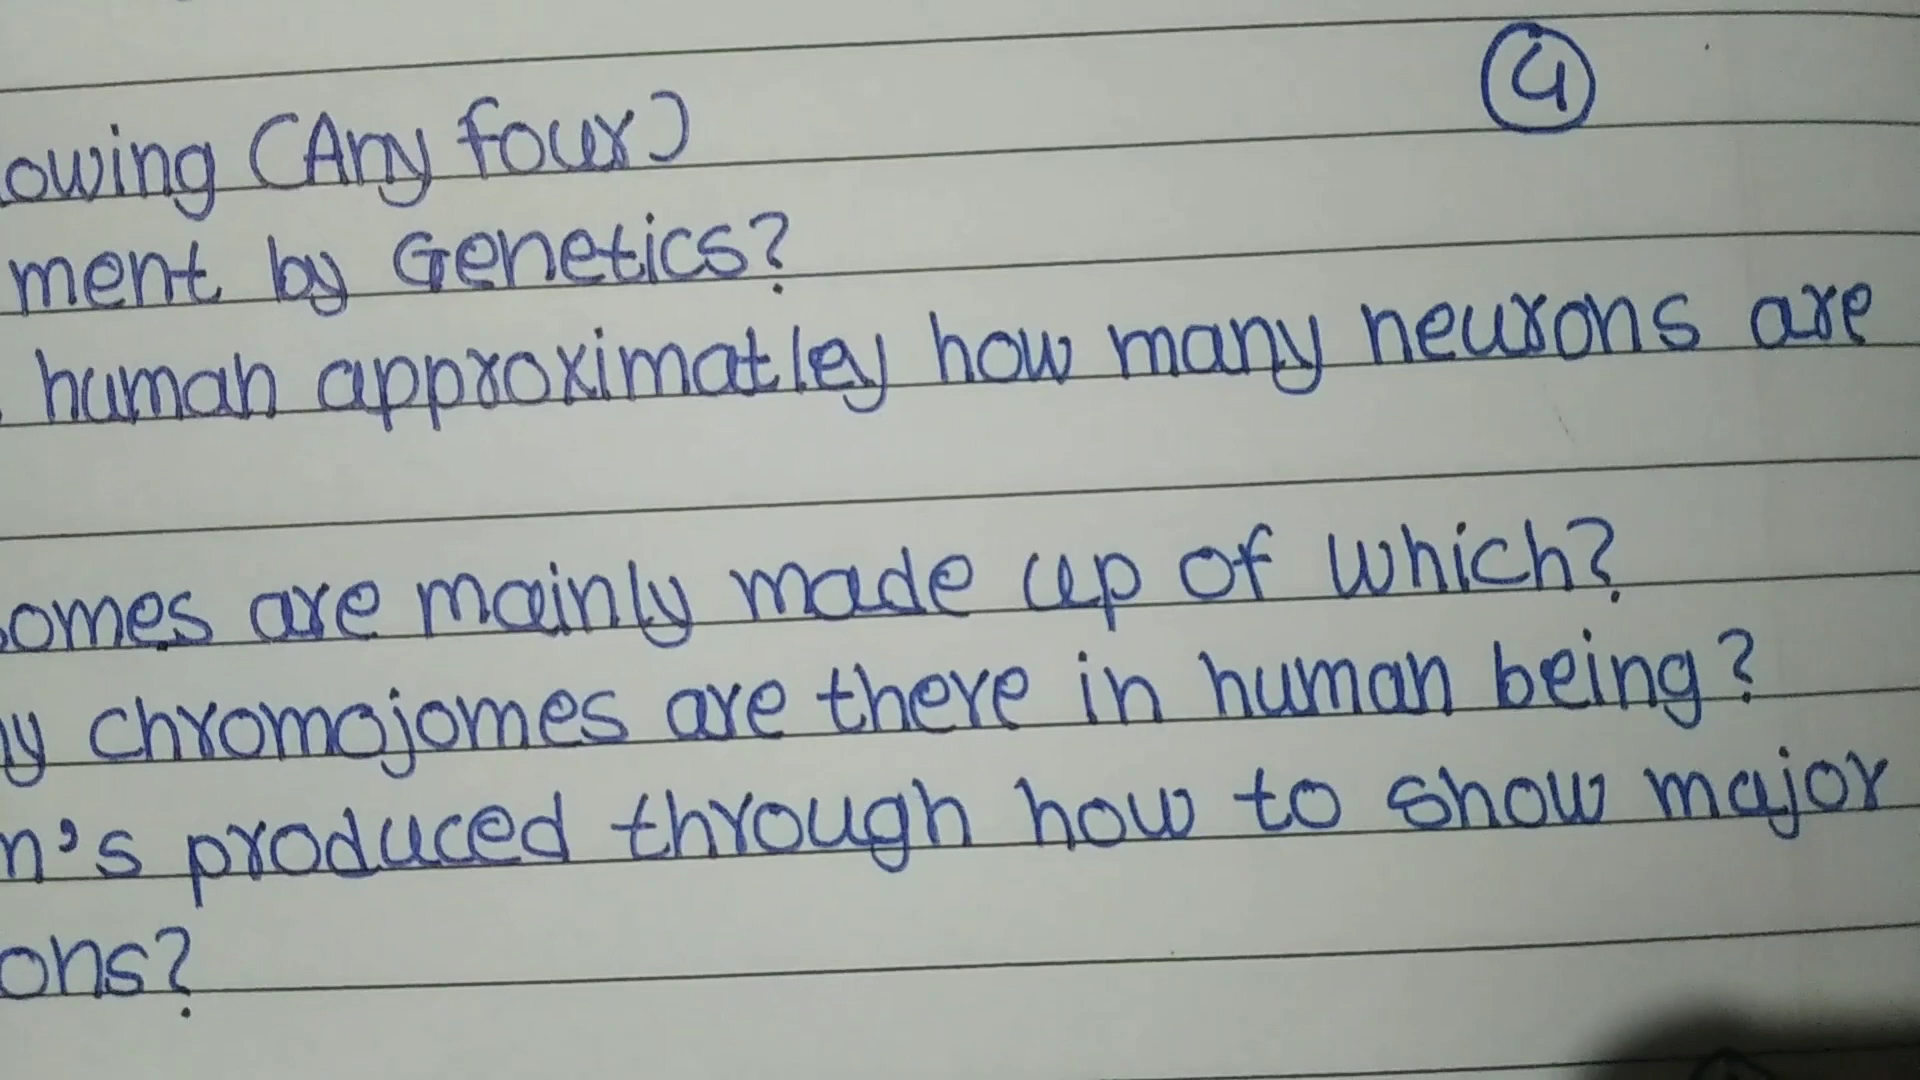 4
owing (Any four)
ment by Genetics?
human approximatley how many neurons are
omes are mainly made up of which?
y chromojomes are there in human being?
n's produced through how to show major
ons?